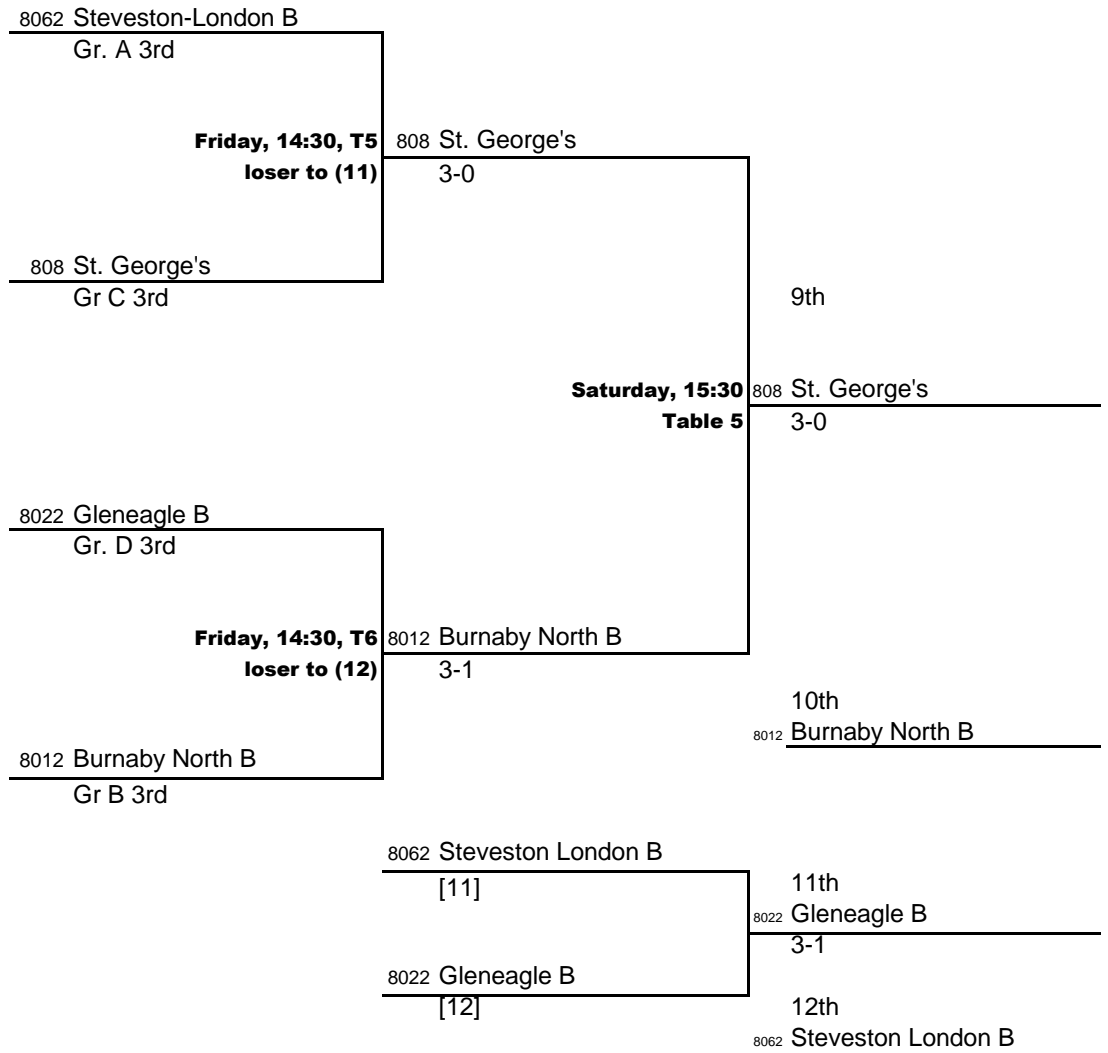 8062 Steveston-London B
Gr. A 3rd
Friday, 14:30, T5 808 St. George's
loser to (11) 3-0
808 St. George's
Gr C 3rd 9th
Saturday, 15:30 808 St. George's
Table 5 3-0
8022 Gleneagle B
Gr. D 3rd
Friday, 14:30, T6 8012 Burnaby North B
loser to (12) 3-1
10th
8012 Burnaby North B
8012 Burnaby North B
Gr B 3rd
8062 Steveston London B
[11] 11th
8022 Gleneagle B
3-1
8022 Gleneagle B
[12] 12th
8062 Steveston London B